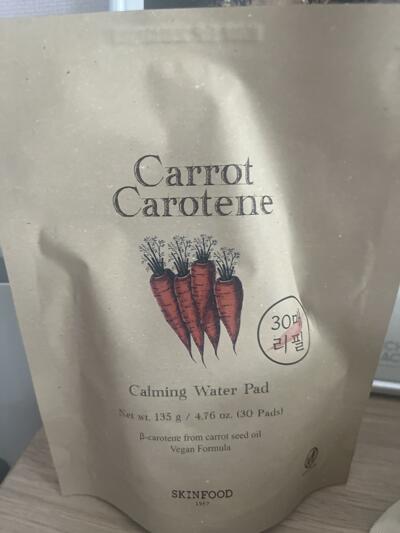 Carrot
Carotene
30매
리필
Calming Water Pad
Net wt. 135 g / 4.76 oz. (30 Pads)
β-carotene from carrot seed oil
Vegan Formula
SKINFOOD
1957